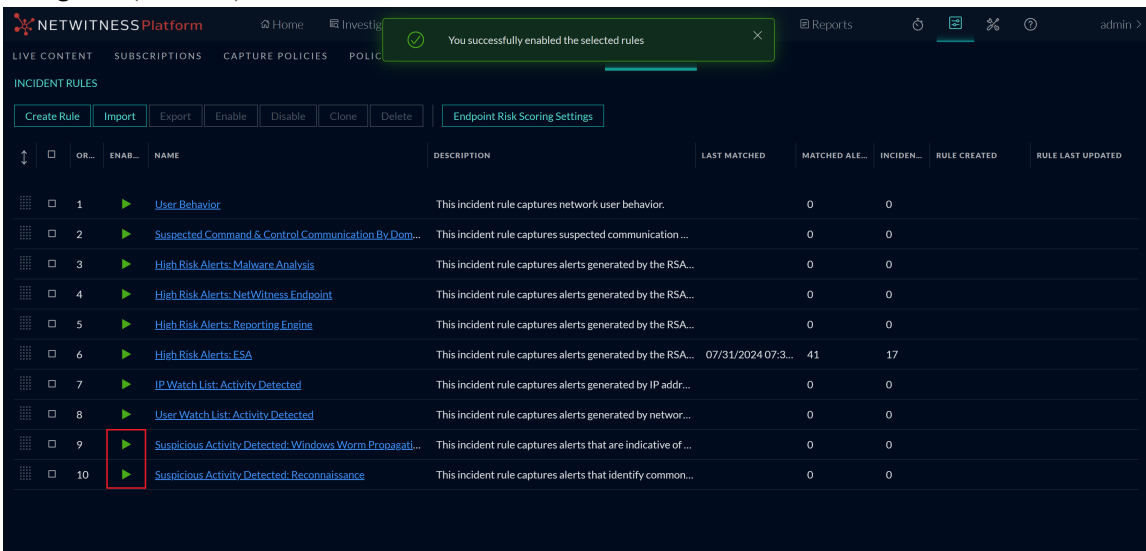 NETWITNESS Platform Home Investig Reports admin >
You successfully enabled the selected rules
LIVE CONTENT SUBSCRIPTIONS CAPTURE POLICIES POLIC
INCIDENT RULES
Create Rule Import Export Enable Disable Clone Delete Endpoint Risk Scoring Settings
OR... ENAB... NAME DESCRIPTION LAST MATCHED MATCHED ALE... INCIDEN... RULE CREATED RULE LAST UPDATED
1 User Behavior This incident rule captures network user behavior. 0 0
2 Suspected Command & Control Communication By Dom... This incident rule captures suspected communication ... 0 0
3 High Risk Alerts: Malware Analysis This incident rule captures alerts generated by the RSA... 0 0
4 High Risk Alerts: NetWitness Endpoint This incident rule captures alerts generated by the RSA... 0 0
5 High Risk Alerts: Reporting Engine This incident rule captures alerts generated by the RSA... 0 0
6 High Risk Alerts: ESA This incident rule captures alerts generated by the RSA... 07/31/2024 07:3... 41 17
7 IP Watch List: Activity Detected This incident rule captures alerts generated by IP addr... 0 0
8 User Watch List: Activity Detected This incident rule captures alerts generated by networ... 0 0
9 Suspicious Activity Detected: Windows Worm Propagati... This incident rule captures alerts that are indicative of ... 0 0
10 Suspicious Activity Detected: Reconnaissance This incident rule captures alerts that identify common... 0 0